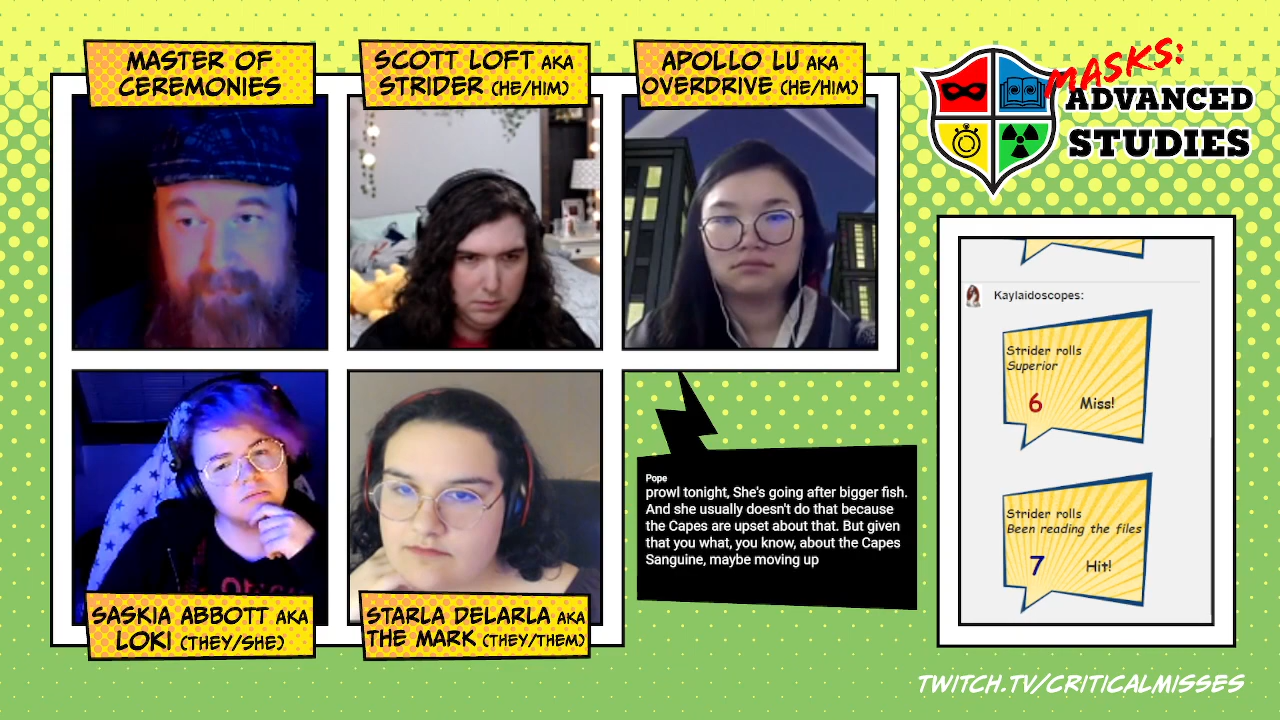 MASTER OF
CEREMONIES
SCOTT LOFT AKA
STRIDER (HE/HIM)
APOLLO LU AKA
OVERDRIVE (HE/HIM)
MASKS:
ADVANCED
STUDIES
Kaylaidoscopes:
Strider rolls
Superior
6 Miss!
Strider rolls
Been reading the files
7 Hit!
Pope
prowl tonight, She's going after bigger fish.
And she usually doesn't do that because
the Capes are upset about that. But given
that you what, you know, about the Capes
Sanguine, maybe moving up
SASKIA ABBOTT AKA
LOKI (THEY/SHE)
STARLA DELARLA AKA
THE MARK (THEY/THEM)
TWITCH.TV/CRITICALMISSES